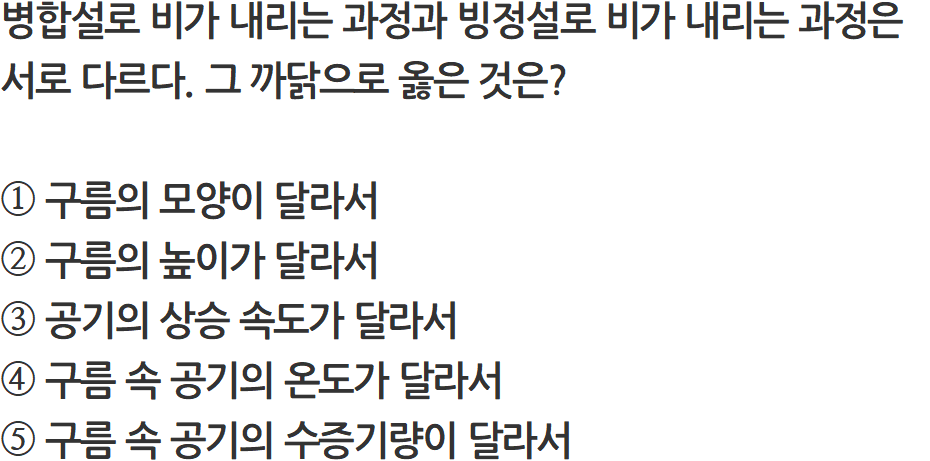 병합설로 비가 내리는 과정과 빙정설로 비가 내리는 과정은
서로 다르다. 그 까닭으로 옳은 것은?
① 구름의 모양이 달라서
② 구름의 높이가 달라서
③ 공기의 상승 속도가 달라서
④ 구름 속 공기의 온도가 달라서
⑤ 구름 속 공기의 수증기량이 달라서